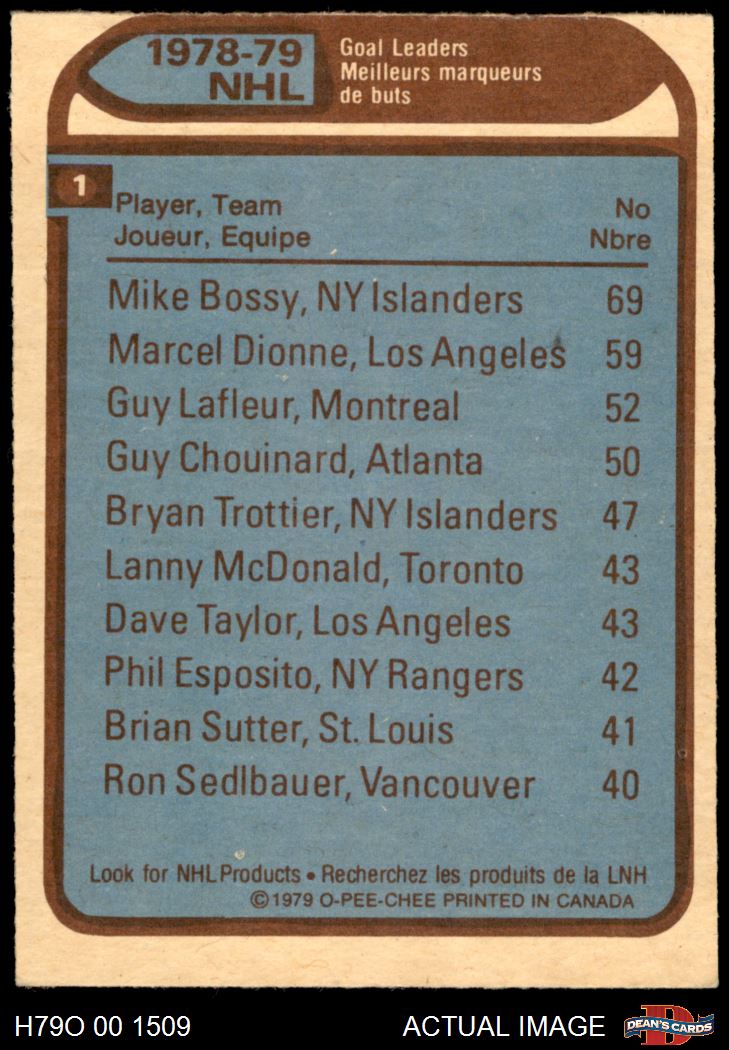 1978-79
NHL
Goal Leaders
Meilleurs marqueurs
de buts
1
Player, Team No
Joueur, Equipe Nbre
Mike Bossy, NY Islanders 69
Marcel Dionne, Los Angeles 59
Guy Lafleur, Montreal 52
Guy Chouinard, Atlanta 50
Bryan Trottier, NY Islanders 47
Lanny McDonald, Toronto 43
Dave Taylor, Los Angeles 43
Phil Esposito, NY Rangers 42
Brian Sutter, St. Louis 41
Ron Sedlbauer, Vancouver 40
Look for NHL Products • Recherchez les produits de la LNH
©1979 O-PEE-CHEE PRINTED IN CANADA
H79O 00 1509 ACTUAL IMAGE D DEAN'S CARDS